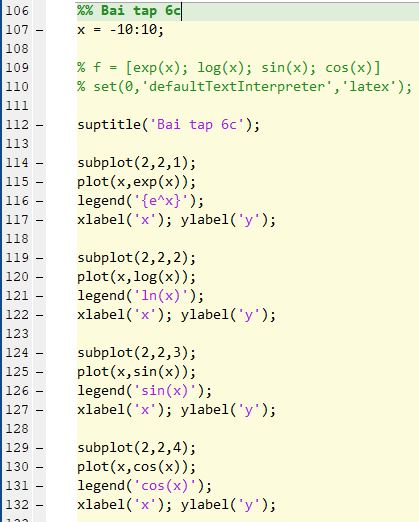 106 %% Bai tap 6c
107 – x = -10:10;
108
109 % f = [exp(x); log(x); sin(x); cos(x)]
110 % set(0,'defaultTextInterpreter','latex');
111
112 – suptitle('Bai tap 6c');
113
114 – subplot(2,2,1);
115 – plot(x,exp(x));
116 – legend('{e^x}');
117 – xlabel('x'); ylabel('y');
118
119 – subplot(2,2,2);
120 – plot(x,log(x));
121 – legend('ln(x)');
122 – xlabel('x'); ylabel('y');
123
124 – subplot(2,2,3);
125 – plot(x,sin(x));
126 – legend('sin(x)');
127 – xlabel('x'); ylabel('y');
128
129 – subplot(2,2,4);
130 – plot(x,cos(x));
131 – legend('cos(x)');
132 – xlabel('x'); ylabel('y');